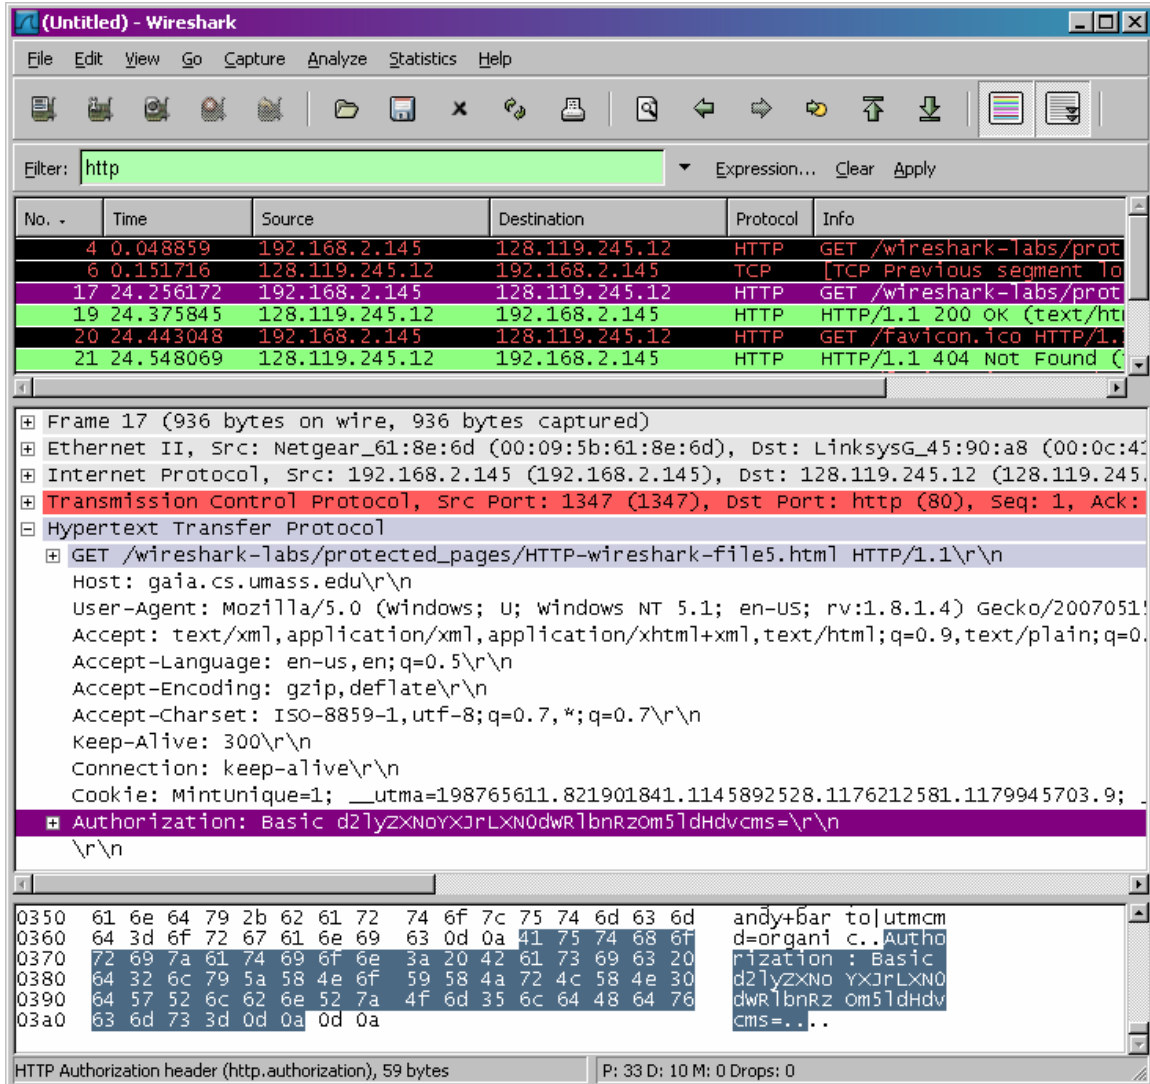 (Untitled) - Wireshark
File Edit View Go Capture Analyze Statistics Help
Filter: http Expression... Clear Apply
No. Time Source Destination Protocol Info
4 0.048859 192.168.2.145 128.119.245.12 HTTP GET /wireshark-labs/prot
6 0.151716 128.119.245.12 192.168.2.145 TCP [TCP Previous segment lo
17 24.256172 192.168.2.145 128.119.245.12 HTTP GET /wireshark-labs/prot
19 24.375845 128.119.245.12 192.168.2.145 HTTP HTTP/1.1 200 OK (text/ht
20 24.443048 192.168.2.145 128.119.245.12 HTTP GET /favicon.ico HTTP/1.
21 24.548069 128.119.245.12 192.168.2.145 HTTP HTTP/1.1 404 Not Found (
Frame 17 (936 bytes on wire, 936 bytes captured)
Ethernet II, Src: Netgear_61:8e:6d (00:09:5b:61:8e:6d), Dst: LinksysG_45:90:a8 (00:0c:41
Internet Protocol, Src: 192.168.2.145 (192.168.2.145), Dst: 128.119.245.12 (128.119.245.
Transmission Control Protocol, Src Port: 1347 (1347), Dst Port: http (80), Seq: 1, Ack:
Hypertext Transfer Protocol
GET /wireshark-labs/protected_pages/HTTP-wireshark-file5.html HTTP/1.1\r\n
Host: gaia.cs.umass.edu\r\n
User-Agent: Mozilla/5.0 (Windows; U; Windows NT 5.1; en-US; rv:1.8.1.4) Gecko/2007051
Accept: text/xml,application/xml,application/xhtml+xml,text/html;q=0.9,text/plain;q=0.
Accept-Language: en-us,en;q=0.5\r\n
Accept-Encoding: gzip,deflate\r\n
Accept-Charset: ISO-8859-1,utf-8;q=0.7,*;q=0.7\r\n
Keep-Alive: 300\r\n
Connection: keep-alive\r\n
Cookie: MintUnique=1; __utma=198765611.821901841.1145892528.1176212581.1179945703.9; _
Authorization: Basic d2lyZXNoYXJrLXN0dWRlbnRzOm5ldHdvcms=\r\n
\r\n
0350 61 6e 64 79 2b 62 61 72 74 6f 7c 75 74 6d 63 6d andy+bar to|utmcm
0360 64 3d 6f 72 67 61 6e 69 63 0d 0a 41 75 74 68 6f d=organi c..Autho
0370 72 69 7a 61 74 69 6f 6e 3a 20 42 61 73 69 63 20 rization : Basic
0380 64 32 6c 79 5a 58 4e 6f 59 58 4a 72 4c 58 4e 30 d2lyZXNo YXJrLXN0
0390 64 57 52 6c 62 6e 52 7a 4f 6d 35 6c 64 48 64 76 dWRlbnRz Om5ldHdv
03a0 63 6d 73 3d 0d 0a 0d 0a cms=.. ..
HTTP Authorization header (http.authorization), 59 bytes P: 33 D: 10 M: 0 Drops: 0